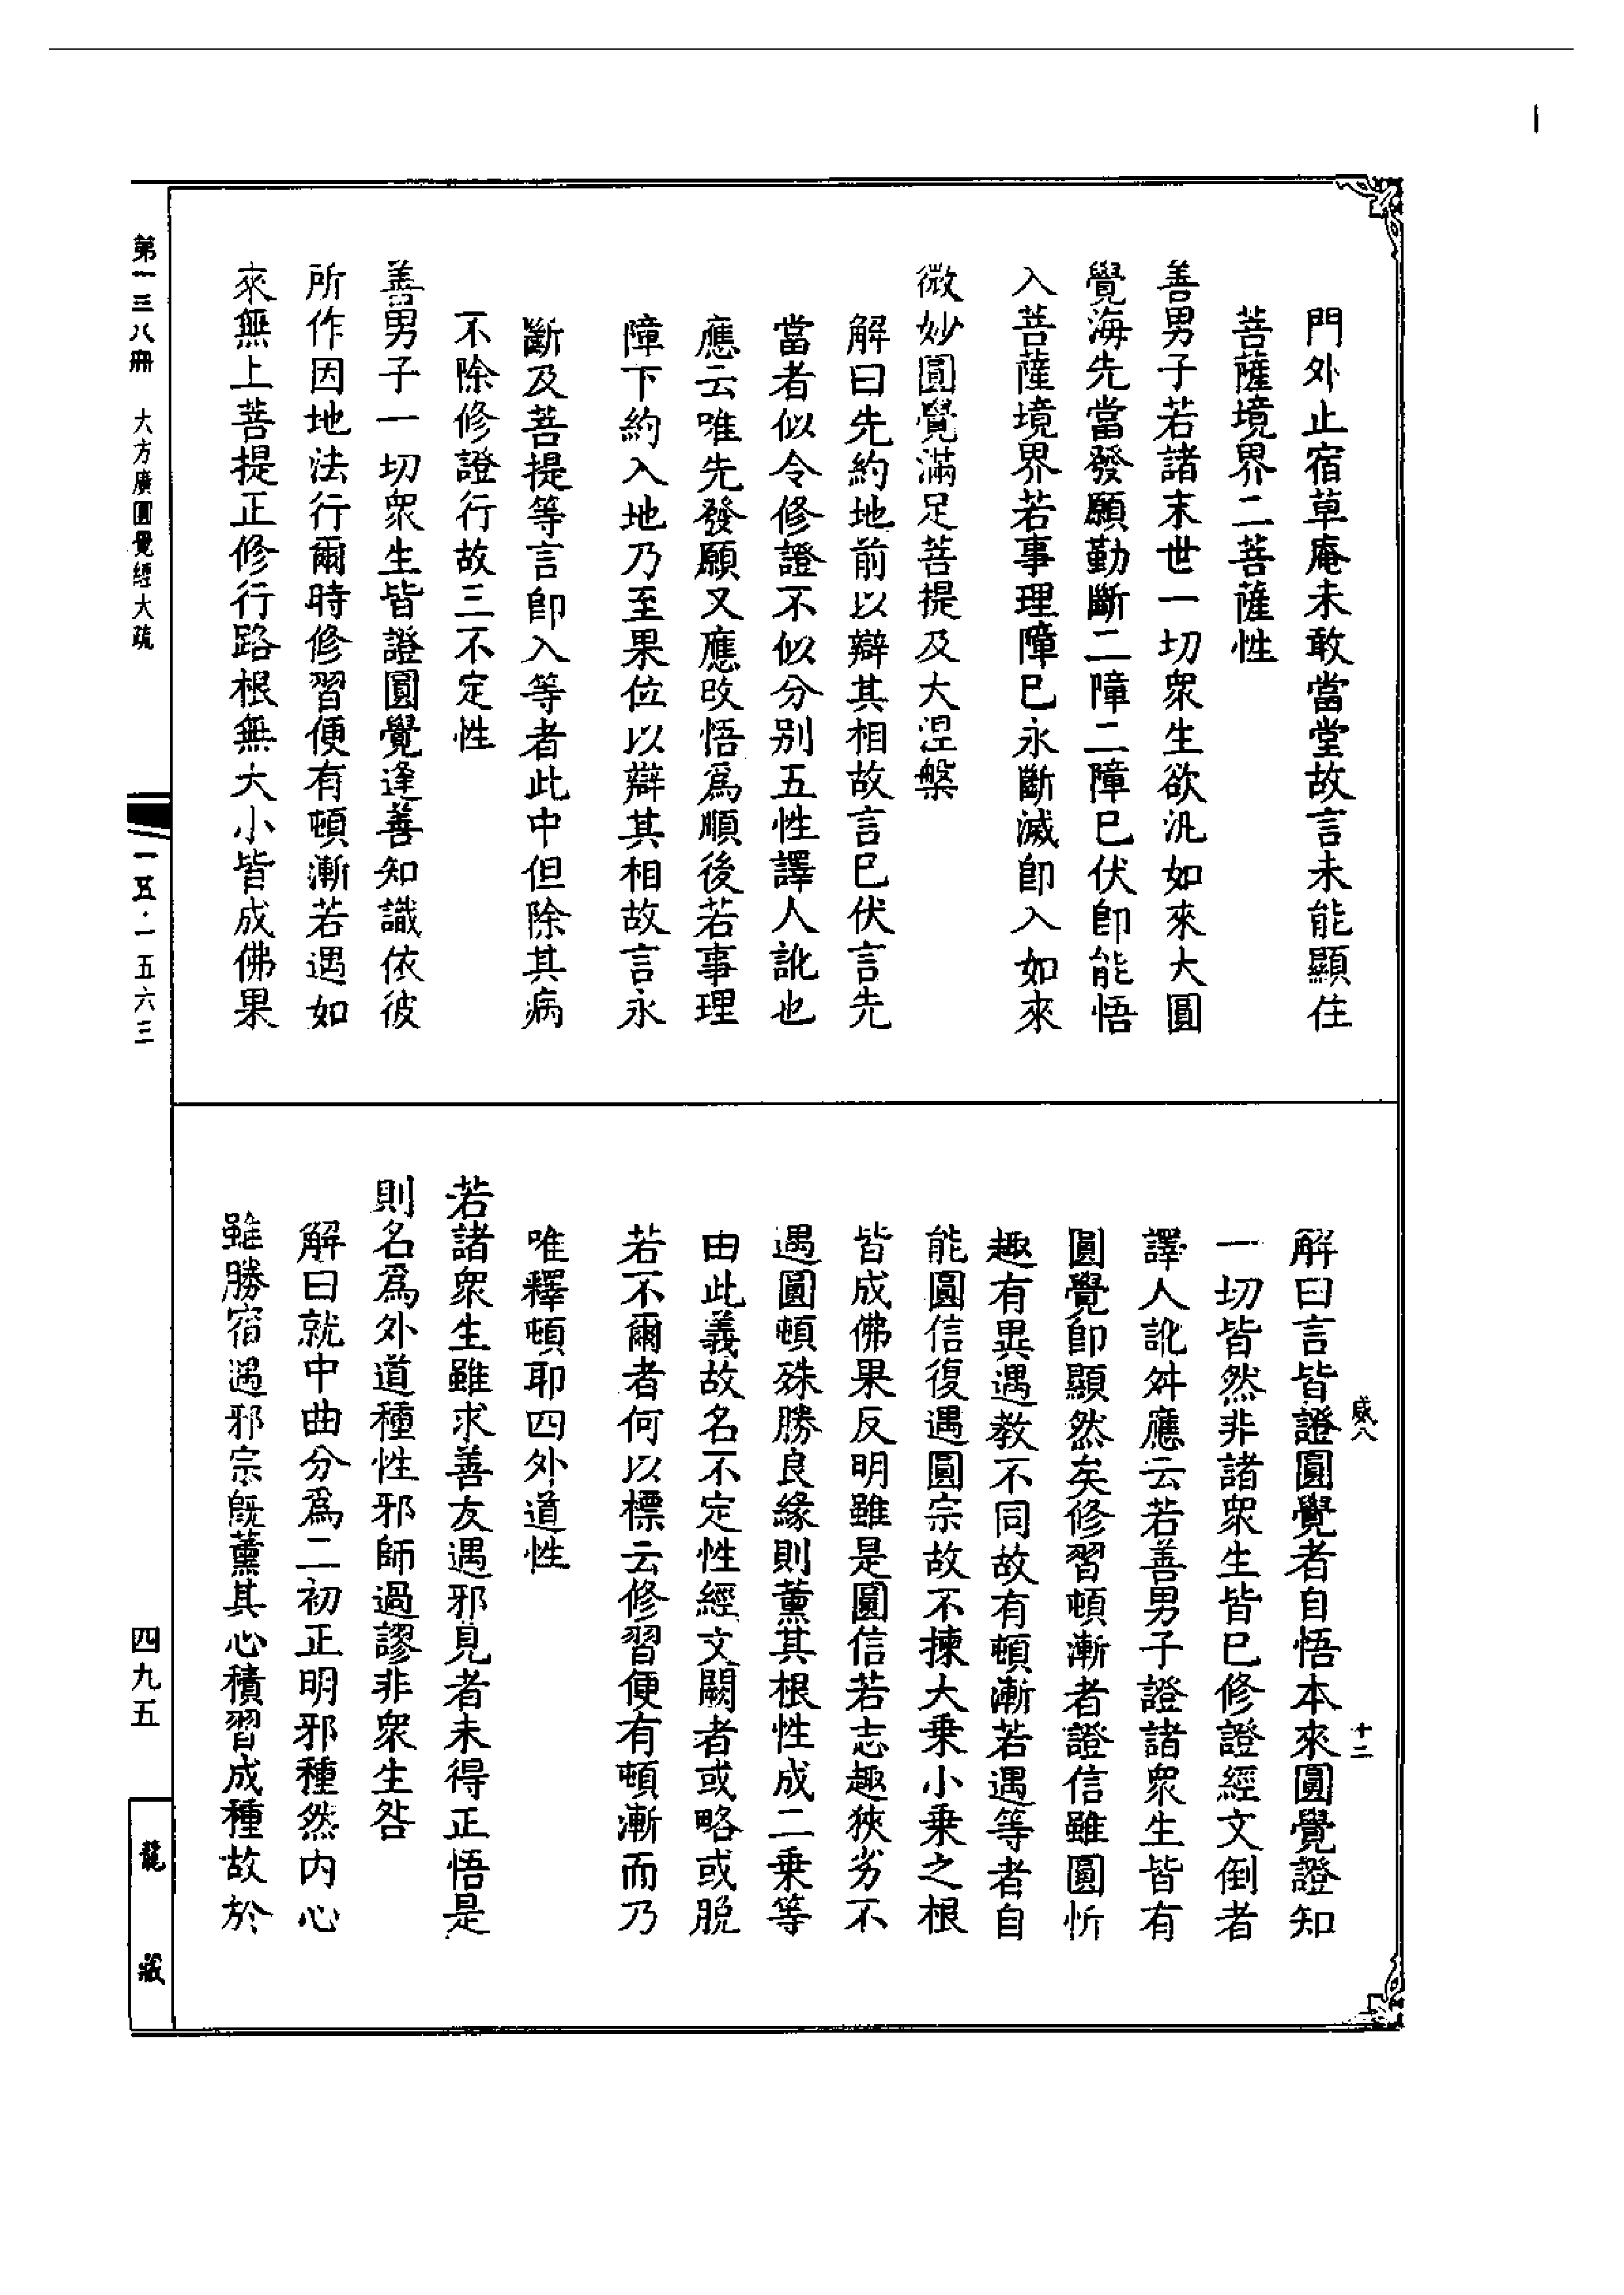 門外止宿草庵未敢當堂故言未能顯住
菩薩境界二菩薩性
善男子若諸末世一切衆生欲汎如來大圓
覺海先當發願勤斷二障二障巳伏卽能悟
入菩薩境界若事理障巳永斷滅卽入如來
微妙圓覺滿足菩提及大涅槃
解曰先約地前以辯其相故言巳伏言先
當者似令修證不似分別五性譯人訛也
應云唯先發願又應改悟爲順後若事理
障下約入地乃至果位以辯其相故言永
斷及菩提等言卽入等者此中但除其病
不除修證行故三不定性
善男子一切衆生皆證圓覺逢善知識依彼
所作因地法行爾時修習便有頓漸若遇如
來無上菩提正修行路根無大小皆成佛果
解曰言皆證圓覺者自悟本來圓覺證知
一切皆然非諸衆生皆巳修證經文倒者
譯人訛舛應云若善男子證諸衆生皆有
圓覺卽顯然矣修習頓漸者證信雖圓忻
趣有異遇教不同故有頓漸若遇等者自
能圓信復遇圓宗故不揀大乗小乗之根
皆成佛果反明雖是圓信若志趣狹劣不
遇圓頓殊勝良緣則薰其根性成二乗等
由此義故名不定性經文闕者或略或脫
若不爾者何以標云修習便有頓漸而乃
唯釋頓耶四外道性
若諸衆生雖求善友遇邪見者未得正悟是
則名爲外道種性邪師過謬非衆生咎
解曰就中曲分爲二初正明邪種然内心
雖勝宿遇邪宗旣薰其心積習成種故於
咸八
十二
第一三八冊　大方廣圓覺經大疏
一五·一五六三
四九五
龍藏